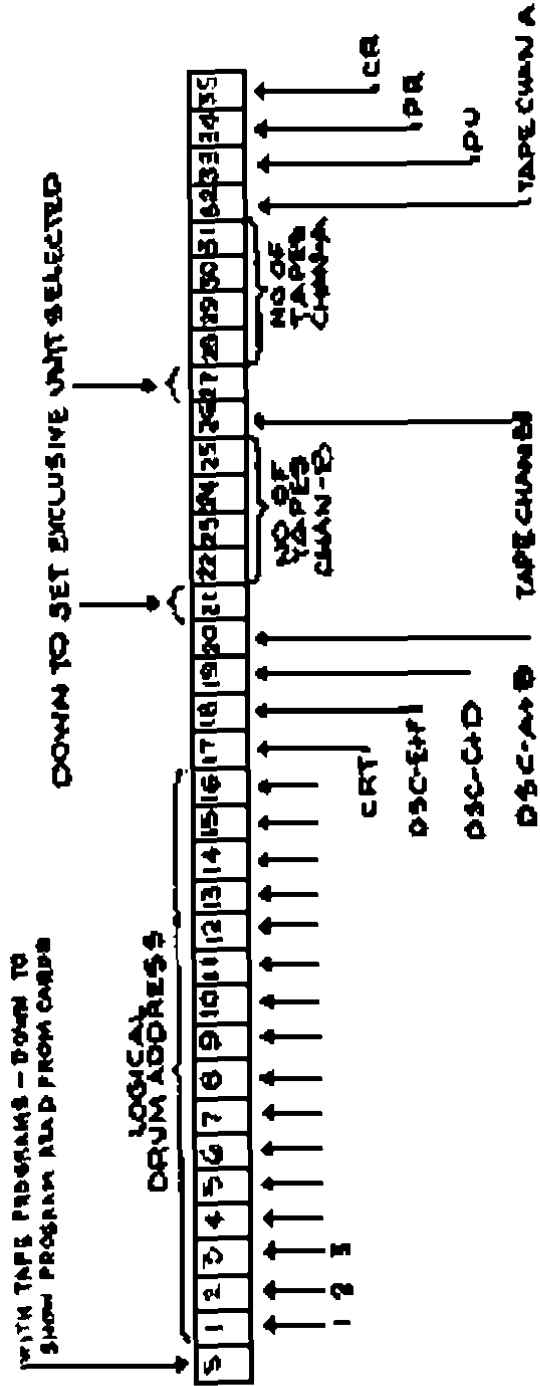 WITH TAPE PROGRAMS - DOWN TO
SHOW PROGRAM READ FROM CARDS
LOGICAL
DRUM ADDRESS
DOWN TO SET EXCLUSIVE UNIT SELECTED
S 1 2 3 4 5 6 7 8 9 10 11 12 13 14 15 16 17 18 19 20 21 22 23 24 25 26 27 28 29 30 31 32 33 34 35
1 2 3
CRT
DSC-E+F
DSC-C+D
DSC-A+B
NO OF
TAPES
CHAN-B
TAPE CHAN B
NO OF
TAPES
CHAN-A
TAPE CHAN A
PU
PR
CR